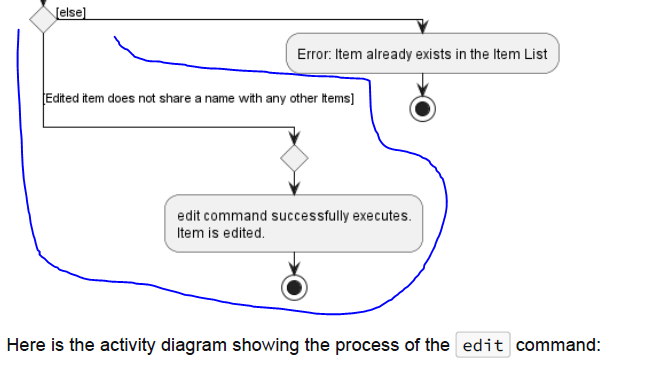 [else]
Error: Item already exists in the Item List
[Edited item does not share a name with any other Items]
edit command successfully executes.
Item is edited.
Here is the activity diagram showing the process of the edit command: